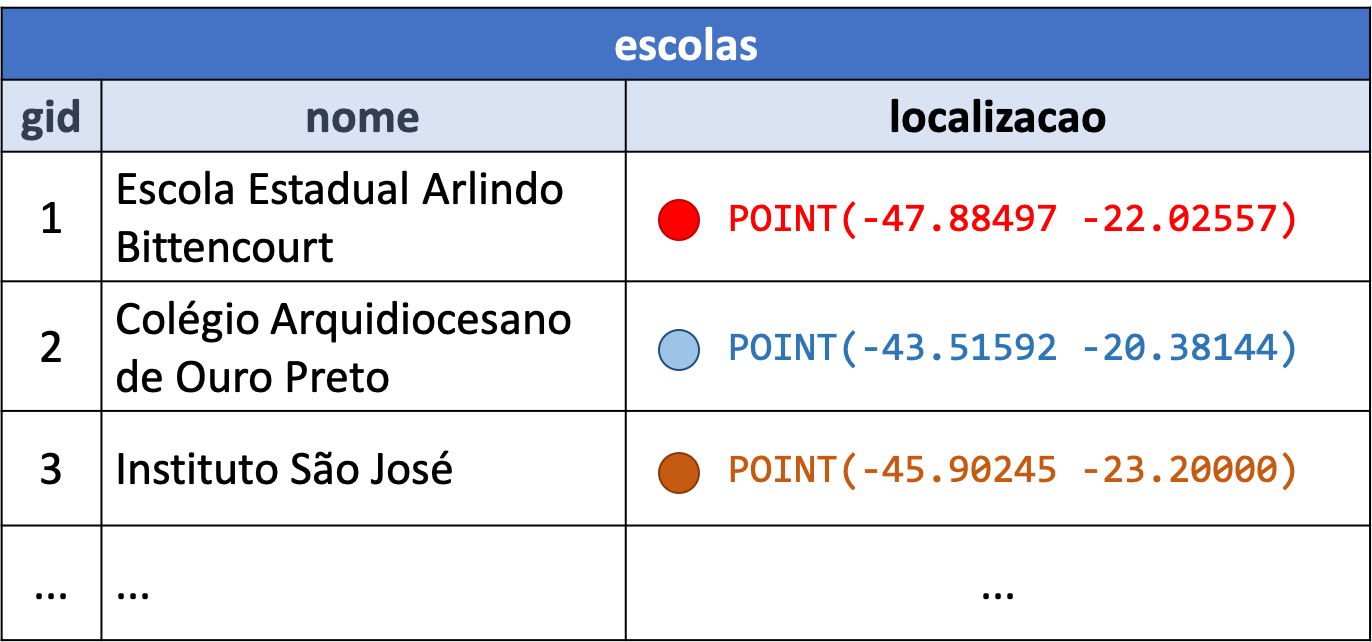 escolas
gid nome localizacao
1 Escola Estadual Arlindo Bittencourt POINT(-47.88497 -22.02557)
2 Colégio Arquidiocesano de Ouro Preto POINT(-43.51592 -20.38144)
3 Instituto São José POINT(-45.90245 -23.20000)
... ... ...